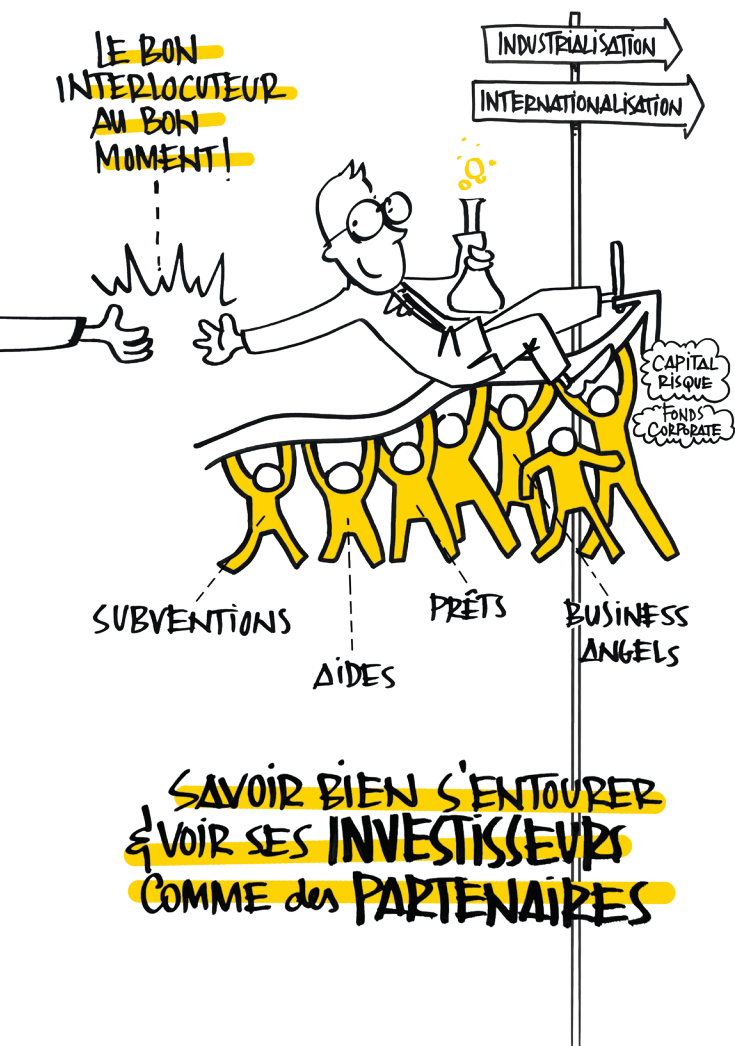 LE BON
INTERLOCUTEUR
AU BON
MOMENT!
INDUSTRIALISATION
INTERNATIONALISATION
CAPITAL
RISQUE
FONDS
CORPORATE
SUBVENTIONS
AIDES
PRÊTS
BUSINESS
ANGELS
SAVOIR BIEN S'ENTOURER
& VOIR SES INVESTISSEURS
COMME des PARTENAIRES